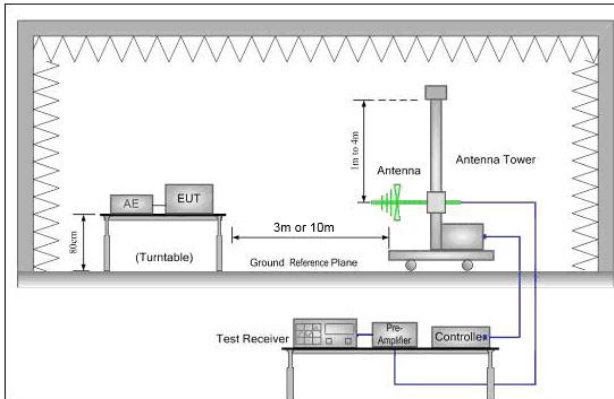 1m to 4m
Antenna
Antenna Tower
AE
EUT
80cm
3m or 10m
(Turntable)
Ground Reference Plane
Test Receiver
Pre-
Amplifier
Controlle